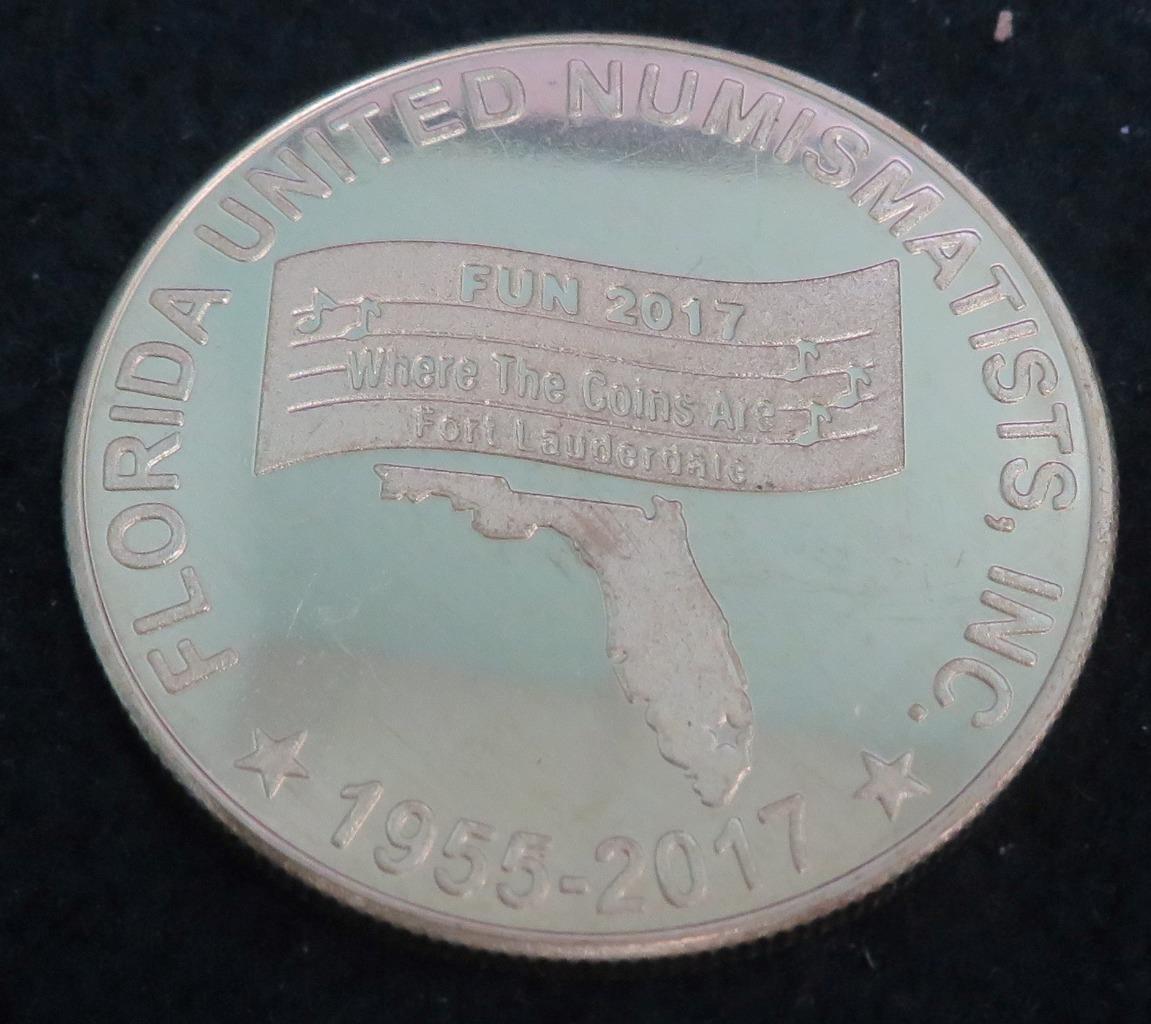 FLORIDA UNITED NUMISMATISTS, INC.
FUN 2017
Where The Coins Are
Fort Lauderdale
1955-2017